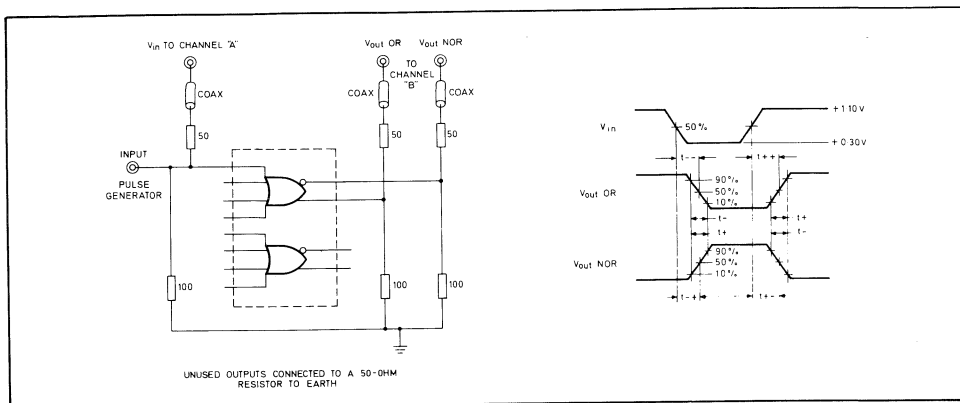 Vin TO CHANNEL "A"
Vout OR
Vout NOR
TO
CHANNEL
"B"
COAX
COAX
COAX
50
50
50
INPUT
PULSE
GENERATOR
100
100
100
UNUSED OUTPUTS CONNECTED TO A 50-OHM
RESISTOR TO EARTH
Vin
50%
+1.10V
+0.30V
t--
t++
Vout OR
90%
50%
10%
t-
t+
t+
t-
Vout NOR
90%
50%
10%
t-+
t+-